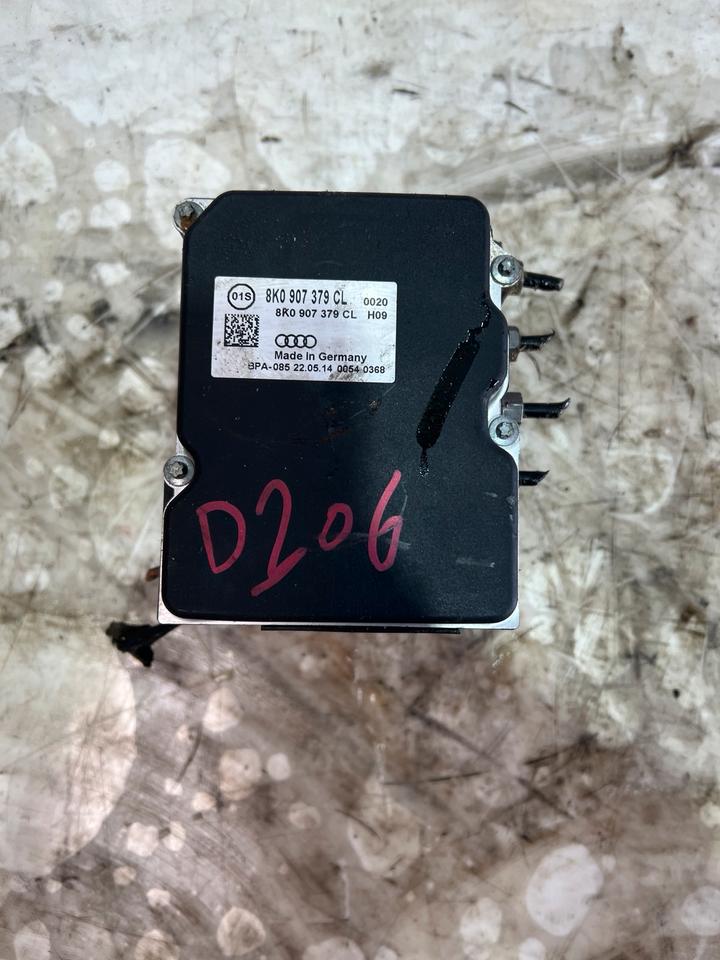 01S 8K0 907 379 CL 0020
8K0 907 379 CL H09
Made in Germany
BPA-085 22.05.14 0054 0368
D206